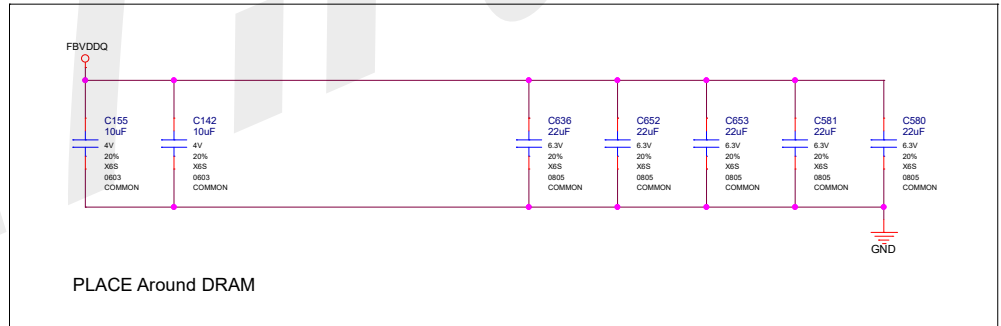 FBVDDQ
C155
10uF
4V
20%
X6S
0603
COMMON
C142
10uF
4V
20%
X6S
0603
COMMON
C636
22uF
6.3V
20%
X6S
0805
COMMON
C652
22uF
6.3V
20%
X6S
0805
COMMON
C653
22uF
6.3V
20%
X6S
0805
COMMON
C581
22uF
6.3V
20%
X6S
0805
COMMON
C580
22uF
6.3V
20%
X6S
0805
COMMON
GND
PLACE Around DRAM